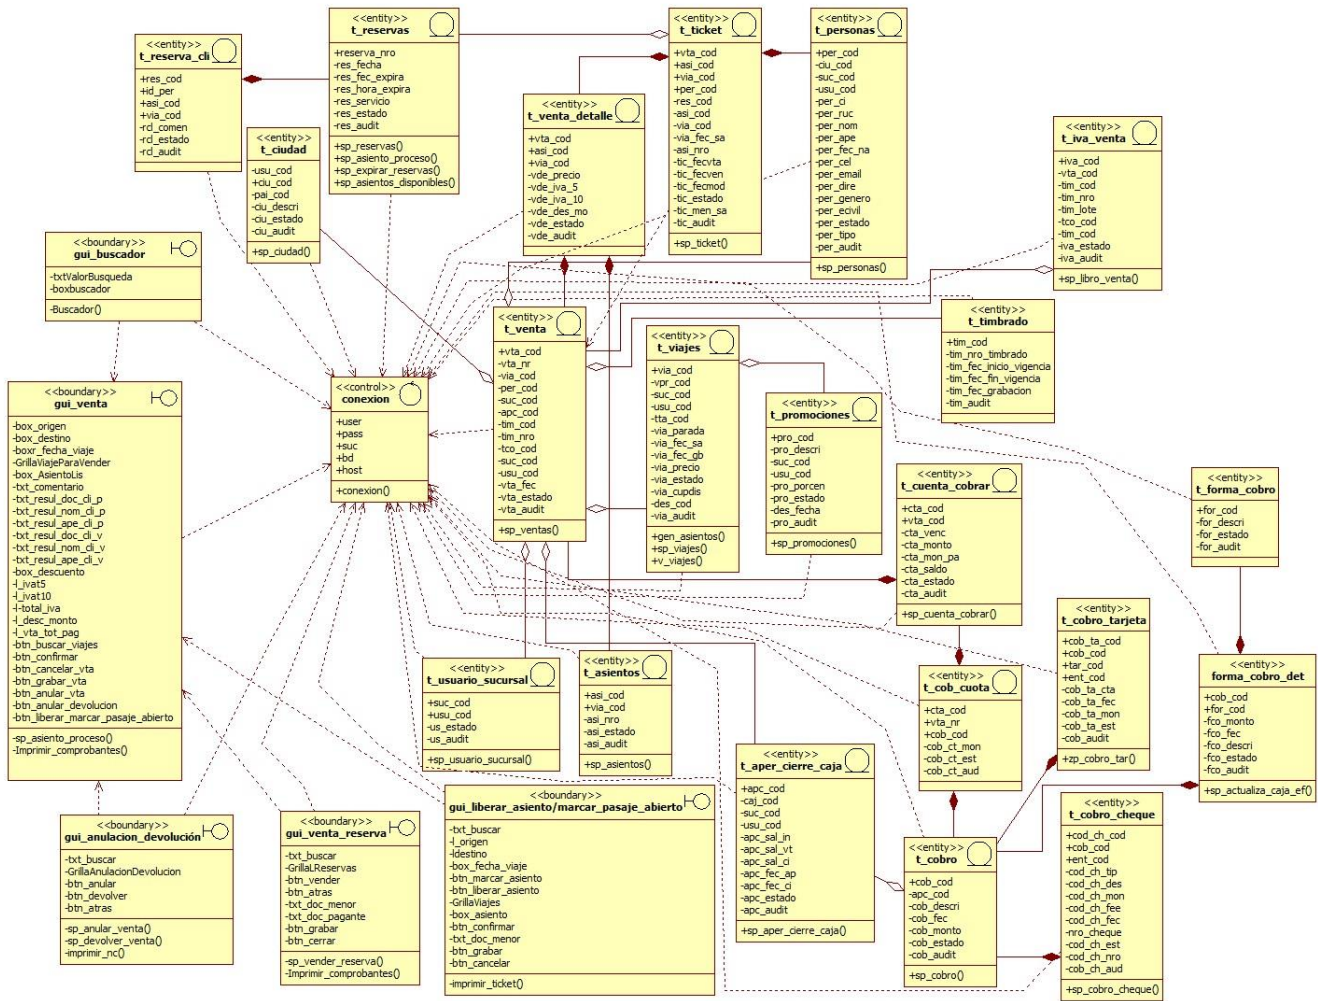 <<entity>>
t_reserva_cli
+res_cod
+id_per
+asi_cod
+via_cod
-rcl_comen
-rcl_estado
-rcl_audit
<<entity>>
t_reservas
+reserva_nro
-res_fecha
-res_fec_expira
-res_hora_expira
-res_servicio
-res_estado
-res_audit
+sp_reservas()
+sp_asiento_proceso()
+sp_expirar_reservas()
+sp_asientos_disponibles()
<<entity>>
t_ticket
+vta_cod
+asi_cod
+via_cod
+per_cod
-res_cod
-asi_cod
-via_cod
-via_fec_sa
-asi_nro
-tic_fecvta
-tic_fecven
-tic_fecmod
-tic_estado
-tic_men_sa
-tic_audit
+sp_ticket()
<<entity>>
t_personas
+per_cod
-ciu_cod
-suc_cod
-usu_cod
-per_ci
-per_ruc
-per_nom
-per_ape
-per_fec_na
-per_cel
-per_email
-per_dire
-per_genero
-per_ecivil
-per_estado
-per_tipo
-per_audit
+sp_personas()
<<entity>>
t_venta_detalle
+vta_cod
+asi_cod
+via_cod
-vde_precio
-vde_iva_5
-vde_iva_10
-vde_des_mo
-vde_estado
-vde_audit
<<entity>>
t_iva_venta
+iva_cod
-vta_cod
-tim_cod
-tim_nro
-tim_lote
-tco_cod
-tim_cod
-iva_estado
-iva_audit
+sp_libro_venta()
<<entity>>
t_ciudad
-usu_cod
+ciu_cod
-pai_cod
-ciu_descri
-ciu_estado
-ciu_audit
+sp_ciudad()
<<boundary>>
gui_buscador
-txtValorBusqueda
-boxbuscador
-Buscador()
<<entity>>
t_venta
+vta_cod
-vta_nr
-via_cod
-per_cod
-suc_cod
-apc_cod
-tim_cod
-tim_nro
-tco_cod
-suc_cod
-usu_cod
-vta_fec
-vta_estado
-vta_audit
+sp_ventas()
<<entity>>
t_viajes
+via_cod
-vpr_cod
-suc_cod
-usu_cod
-tta_cod
-via_parada
-via_fec_sa
-via_fec_gb
-via_precio
-via_estado
-via_cupdis
-des_cod
-via_audit
+gen_asientos()
+sp_viajes()
+v_viajes()
<<entity>>
t_timbrado
+tim_cod
-tim_nro_timbrado
-tim_fec_inicio_vigencia
-tim_fec_fin_vigencia
-tim_fec_grabacion
-tim_audit
<<control>>
conexion
+user
+pass
+suc
+bd
+host
+conexion()
<<boundary>>
gui_venta
-box_origen
-box_destino
-boxr_fecha_viaje
-GrillaViajeParaVender
-box_AsientoLis
-txt_comentario
-txt_resul_doc_cli_p
-txt_resul_nom_cli_p
-txt_resul_ape_cli_p
-txt_resul_doc_cli_v
-txt_resul_nom_cli_v
-txt_resul_ape_cli_v
-box_descuento
-l_ivat5
-l_ivat10
-l-total_iva
-l_desc_monto
-l_vta_tot_pag
-btn_buscar_viajes
-btn_confirmar
-btn_cancelar_vta
-btn_grabar_vta
-btn_anular_vta
-btn_anular_devolucion
-btn_liberar_marcar_pasaje_abierto
-sp_asiento_proceso()
-Imprimir_comprobantes()
<<entity>>
t_promociones
+pro_cod
-pro_descri
-suc_cod
-usu_cod
-pro_porcen
-pro_estado
-des_fecha
-pro_audit
+sp_promociones()
<<entity>>
t_cuenta_cobrar
+cta_cod
+vta_cod
-cta_venc
-cta_monto
-cta_mon_pa
-cta_saldo
-cta_estado
-cta_audit
+sp_cuenta_cobrar()
<<entity>>
t_forma_cobro
+for_cod
-for_descri
-for_estado
-for_audit
<<entity>>
t_cobro_tarjeta
+cob_ta_cod
+cob_cod
+tar_cod
+ent_cod
-cob_ta_cta
-cob_ta_fec
-cob_ta_mon
-cob_ta_est
-cob_audit
+zp_cobro_tar()
<<entity>>
forma_cobro_det
+cob_cod
+for_cod
-fco_monto
-fco_fec
-fco_descri
-fco_estado
-fco_audit
+sp_actualiza_caja_ef()
<<entity>>
t_usuario_sucursal
+suc_cod
+usu_cod
-us_estado
-us_audit
+sp_usuario_sucursal()
<<entity>>
t_asientos
+asi_cod
+via_cod
-asi_nro
-asi_estado
-asi_audit
+sp_asientos()
<<entity>>
t_cob_cuota
+cta_cod
+vta_nr
+cob_cod
-cob_ct_mon
-cob_ct_est
-cob_ct_aud
<<entity>>
t_aper_cierre_caja
+apc_cod
-caj_cod
-suc_cod
-usu_cod
-apc_sal_in
-apc_sal_vt
-apc_sal_ci
-apc_fec_ap
-apc_fec_ci
-apc_estado
-apc_audit
+sp_aper_cierre_caja()
<<boundary>>
gui_anulacion_devolución
-txt_buscar
-GrillaAnulacionDevolucion
-btn_anular
-btn_devolver
-btn_atras
-sp_anular_venta()
-sp_devolver_venta()
-imprimir_nc()
<<boundary>>
gui_venta_reserva
-txt_buscar
-GrillaLReservas
-btn_vender
-btn_atras
-txt_doc_menor
-txt_doc_pagante
-btn_grabar
-btn_cerrar
-sp_vender_reserva()
-Imprimir_comprobantes()
<<boundary>>
gui_liberar_asiento/marcar_pasaje_abierto
-txt_buscar
-l_origen
-ldestino
-box_fecha_viaje
-btn_marcar_asiento
-btn_liberar_asiento
-GrillaViajes
-box_asiento
-btn_confirmar
-txt_doc_menor
-btn_grabar
-btn_cancelar
-imprimir_ticket()
<<entity>>
t_cobro
+cob_cod
-apc_cod
-cob_descri
-cob_fec
-cob_monto
-cob_estado
-cob_audit
+sp_cobro()
<<entity>>
t_cobro_cheque
+cod_ch_cod
+cob_cod
+ent_cod
-cod_ch_tip
-cod_ch_des
-cod_ch_mon
-cod_ch_fee
-cod_ch_fec
-nro_cheque
-cod_ch_est
-cod_ch_nro
-cob_ch_aud
+sp_cobro_cheque()